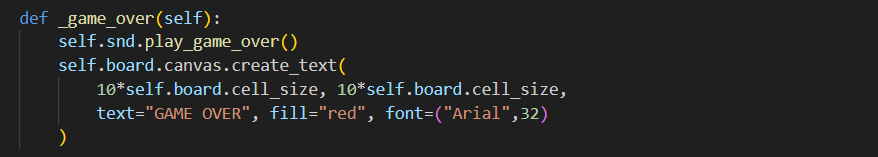 def _game_over(self):
    self.snd.play_game_over()
    self.board.canvas.create_text(
        10*self.board.cell_size, 10*self.board.cell_size,
        text="GAME OVER", fill="red", font=("Arial",32)
    )